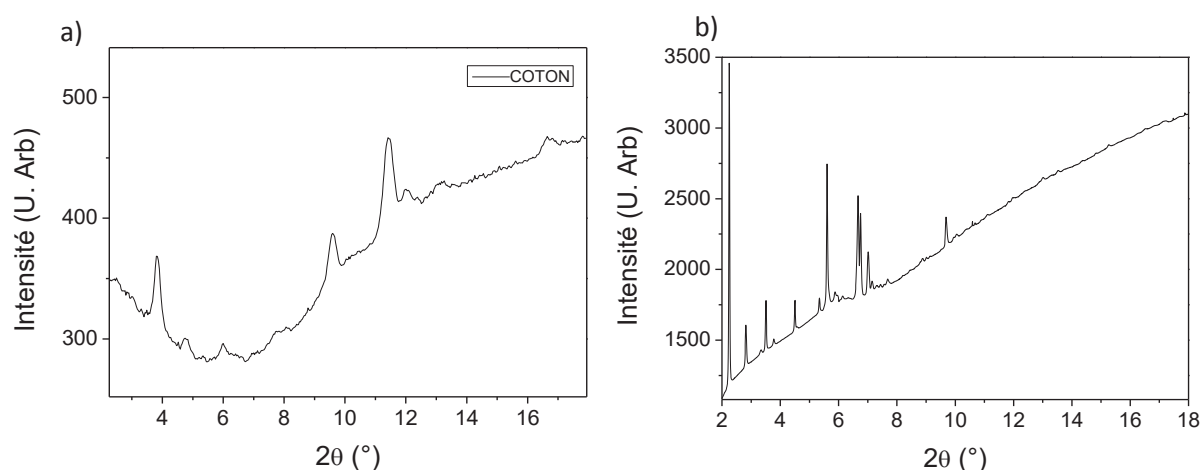 a)
COTON
500
400
300
Intensité (U. Arb)
4 6 8 10 12 14 16
2θ (°)
b)
3500
3000
2500
2000
1500
Intensité (U. Arb)
2 4 6 8 10 12 14 16 18
2θ (°)